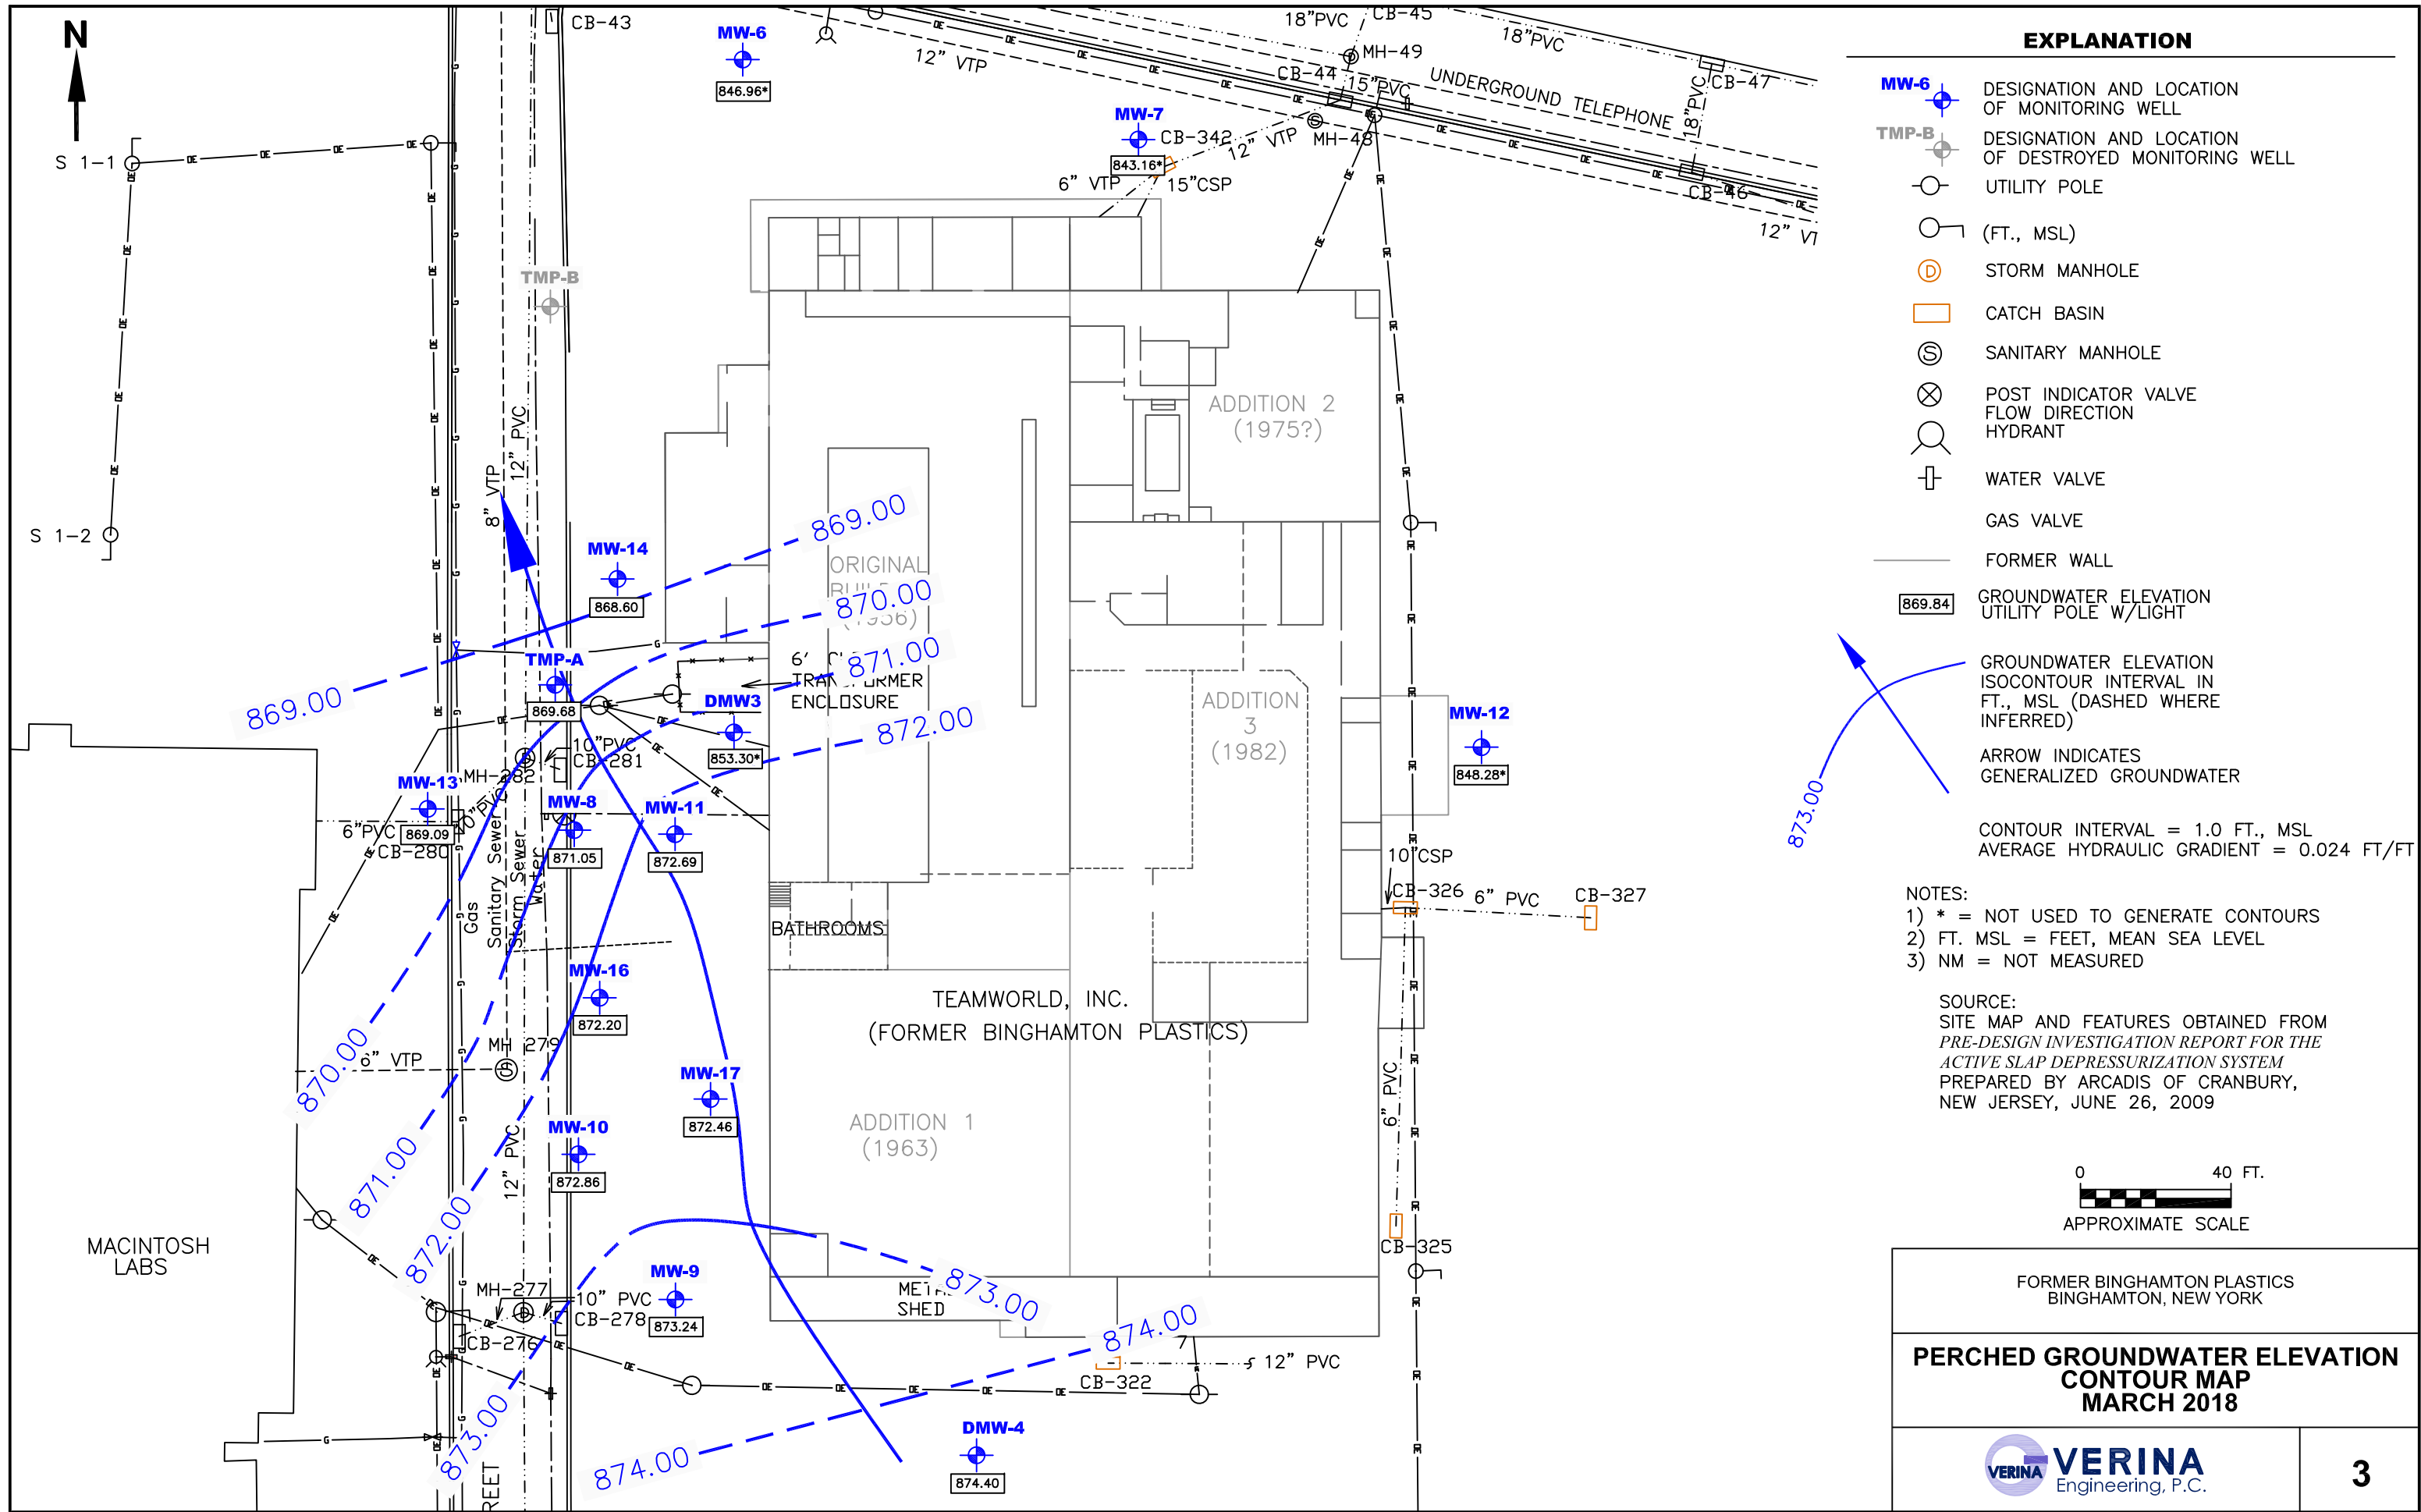 N
CB-43
MW-6
846.96*
12" VTP
18"PVC
CB-45
18"PVC
MH-49
CB-44
15"PVC
UNDERGROUND TELEPHONE
18"PVC
CB-47
MW-7
CB-342
843.16*
12" VTP
MH-48
6" VTP
15"CSP
CB-46
S 1-1
TMP-B
S 1-2
8" VTP
12" PVC
ADDITION 2
(1975?)
869.00
MW-14
868.60
ORIGINAL
870.00
871.00
6'
TRANSFORMER
ENCLOSURE
TMP-A
869.68
DMW3
853.30*
872.00
869.00
10"PVC
CB-281
MH-282
MW-13
869.09
6"PVC
CB-280
10"PVC
MW-8
871.05
MW-11
872.69
ADDITION
3
(1982)
MW-12
848.28*
10"CSP
CB-326
6" PVC
CB-327
Gas
Sanitary Sewer
Storm Sewer
Water
BATHROOMS
MW-16
872.20
TEAMWORLD, INC.
(FORMER BINGHAMTON PLASTICS)
MH 279
6" VTP
870.00
MW-17
872.46
ADDITION 1
(1963)
6" PVC
MW-10
872.86
12" PVC
871.00
872.00
CB-325
MACINTOSH
LABS
MW-9
873.24
MH-277
10" PVC
CB-278
CB-276
METAL
SHED
873.00
874.00
7
12" PVC
CB-322
873.00
874.00
DMW-4
874.40
REET
EXPLANATION
MW-6
DESIGNATION AND LOCATION
OF MONITORING WELL
TMP-B
DESIGNATION AND LOCATION
OF DESTROYED MONITORING WELL
UTILITY POLE
(FT., MSL)
D
STORM MANHOLE
CATCH BASIN
S
SANITARY MANHOLE
POST INDICATOR VALVE
FLOW DIRECTION
HYDRANT
WATER VALVE
GAS VALVE
FORMER WALL
869.84
GROUNDWATER ELEVATION
UTILITY POLE W/LIGHT
873.00
GROUNDWATER ELEVATION
ISOCONTOUR INTERVAL IN
FT., MSL (DASHED WHERE
INFERRED)
ARROW INDICATES
GENERALIZED GROUNDWATER
CONTOUR INTERVAL = 1.0 FT., MSL
AVERAGE HYDRAULIC GRADIENT = 0.024 FT/FT
NOTES:
1) * = NOT USED TO GENERATE CONTOURS
2) FT. MSL = FEET, MEAN SEA LEVEL
3) NM = NOT MEASURED
SOURCE:
SITE MAP AND FEATURES OBTAINED FROM
PRE-DESIGN INVESTIGATION REPORT FOR THE
ACTIVE SLAP DEPRESSURIZATION SYSTEM
PREPARED BY ARCADIS OF CRANBURY,
NEW JERSEY, JUNE 26, 2009
0 40 FT.
APPROXIMATE SCALE
FORMER BINGHAMTON PLASTICS
BINGHAMTON, NEW YORK
PERCHED GROUNDWATER ELEVATION
CONTOUR MAP
MARCH 2018
VERINA
VERINA
Engineering, P.C.
3